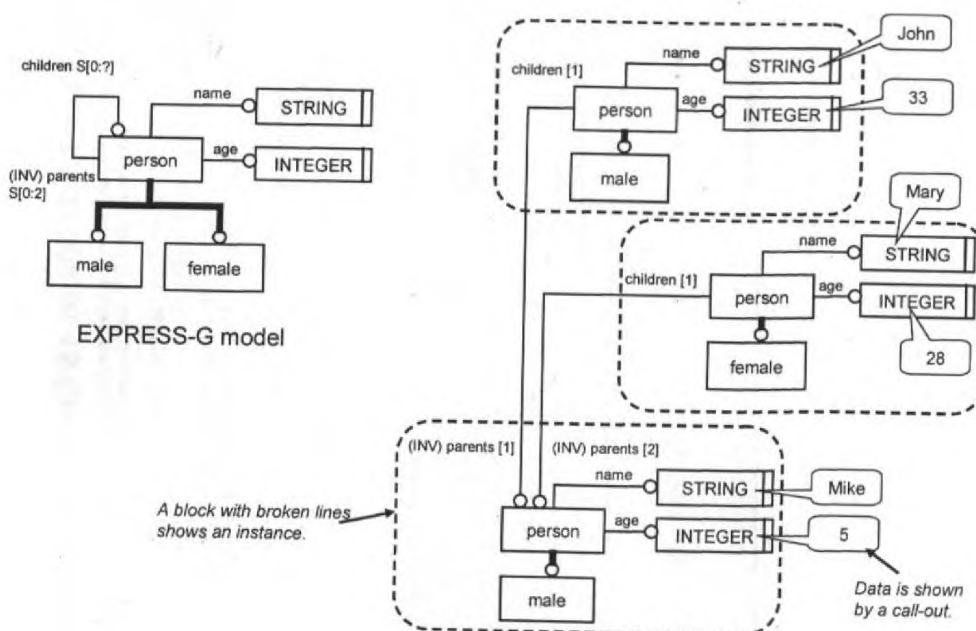 children S[0:?]
name
STRING
person
age
INTEGER
(INV) parents
S[0:2]
male
female
EXPRESS-G model
John
name
STRING
children [1]
33
person
age
INTEGER
male
Mary
name
STRING
children [1]
person
age
INTEGER
female
28
(INV) parents [1]
(INV) parents [2]
name
STRING
Mike
A block with broken lines
shows an instance.
person
age
INTEGER
5
male
Data is shown
by a call-out.